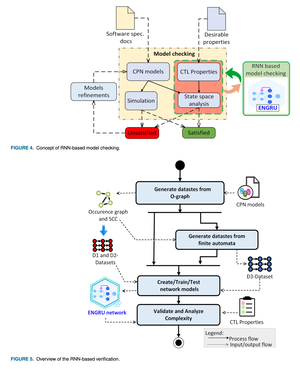 Software spec.
docs
Desirable
properties
Model checking
CPN models
CTL Properties
RNN based
model checking
Models
refinements
Simulation
State space
analysis
ENGRU
Unsatisfied
Satisfied
FIGURE 4. Concept of RNN-based model checking.
Generate datastes from
O-graph
CPN models
Occurence graph
and SCC
Generate datastes from
finite automata
D1 and D2-
Datasets
D3-Dataset
Create/Train/Test
network models
ENGRU network
Validate and Analyze
Complexity
CTL Properties
Legend:
Process flow
Input/output flow
FIGURE 5. Overview of the RNN-based verification.